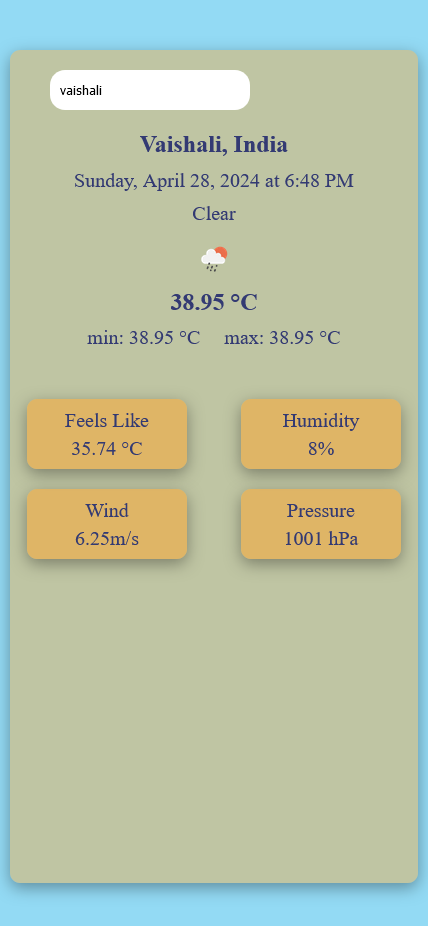 vaishali
Vaishali, India
Sunday, April 28, 2024 at 6:48 PM
Clear
38.95 °C
min: 38.95 °C max: 38.95 °C
Feels Like
35.74 °C
Humidity
8%
Wind
6.25m/s
Pressure
1001 hPa